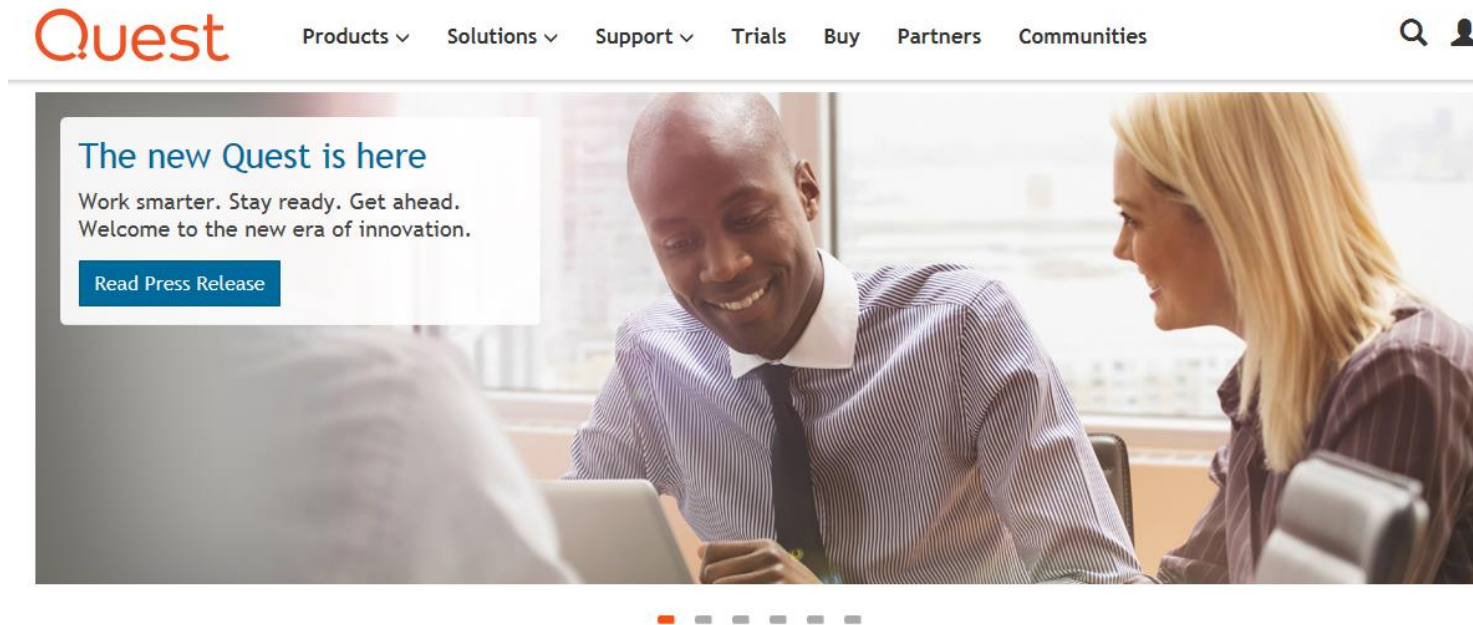 Quest
Products Solutions Support Trials Buy Partners Communities
The new Quest is here
Work smarter. Stay ready. Get ahead.
Welcome to the new era of innovation.
Read Press Release